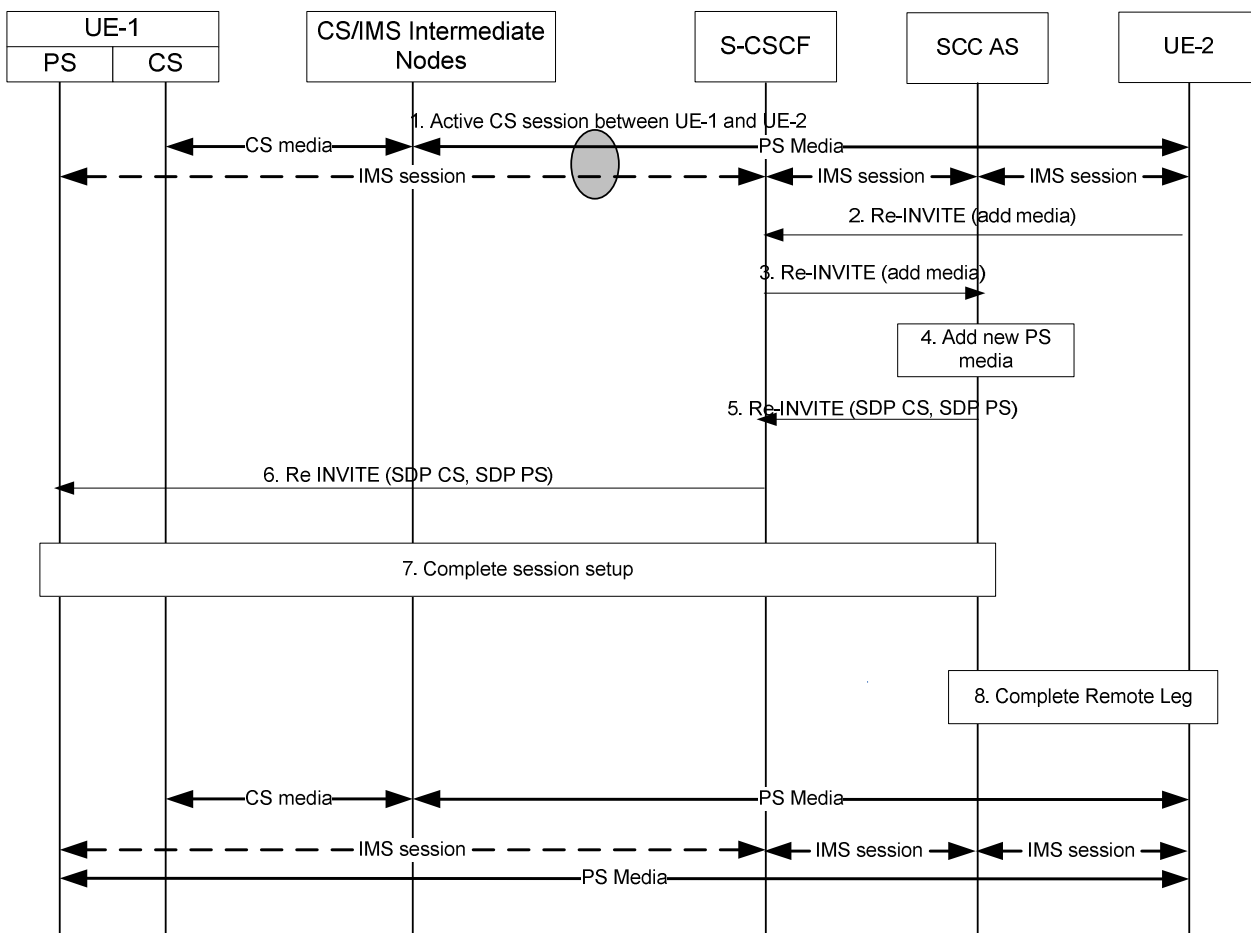 UE-1
PS
CS
CS/IMS Intermediate
Nodes
S-CSCF
SCC AS
UE-2
1. Active CS session between UE-1 and UE-2
CS media
PS Media
IMS session
IMS session
IMS session
2. Re-INVITE (add media)
3. Re-INVITE (add media)
4. Add new PS
media
5. Re-INVITE (SDP CS, SDP PS)
6. Re INVITE (SDP CS, SDP PS)
7. Complete session setup
8. Complete Remote Leg
CS media
PS Media
IMS session
IMS session
IMS session
PS Media